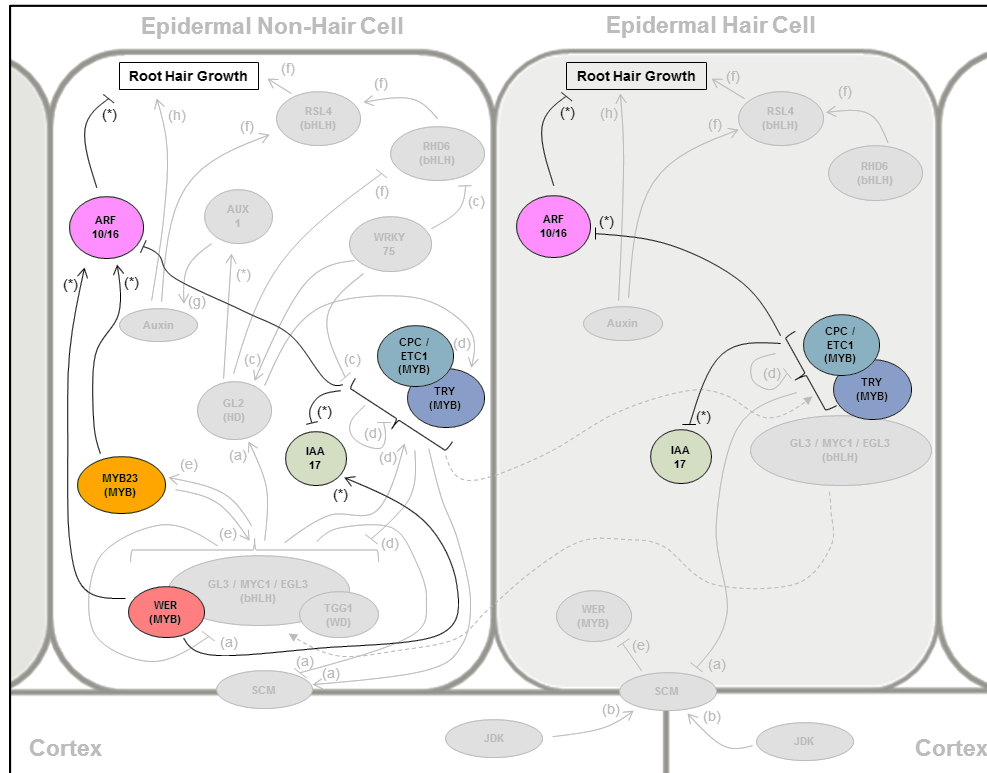 Epidermal Non-Hair Cell
Epidermal Hair Cell
Root Hair Growth
(f)
(*)
(h)
RSL4
(bHLH)
(f)
(f)
RHD6
(bHLH)
(f)
(c)
ARF
10/16
AUX
1
WRKY
75
(*)
(*)
(*)
(g)
Auxin
(d)
CPC /
ETC1
(MYB)
TRY
(MYB)
(c)
(c)
GL2
(HD)
(*)
(d)
(a)
IAA
17
(d)
(*)
MYB23
(MYB)
(e)
(e)
(d)
GL3 / MYC1 / EGL3
(bHLH)
TGG1
(WD)
WER
(MYB)
(a)
(a)
(a)
SCM
Root Hair Growth
(f)
(*)
(h)
RSL4
(bHLH)
(f)
(f)
RHD6
(bHLH)
ARF
10/16
(*)
Auxin
CPC /
ETC1
(MYB)
TRY
(MYB)
(d)
(*)
IAA
17
GL3 / MYC1 / EGL3
(bHLH)
WER
(MYB)
(e)
(a)
SCM
(b)
(b)
JDK
JDK
Cortex
Cortex